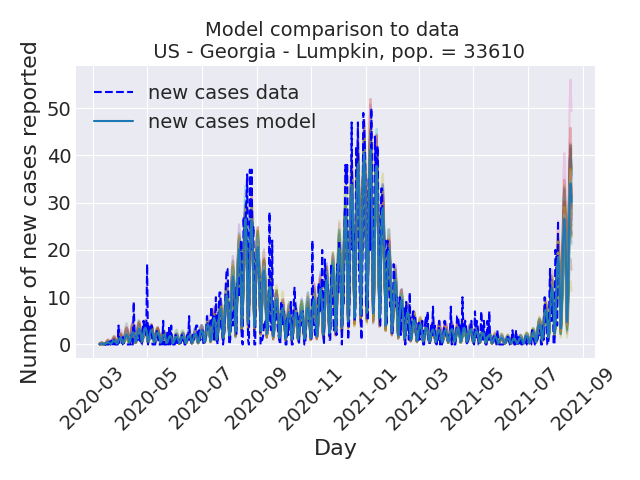 Model comparison to data
US - Georgia - Lumpkin, pop. = 33610
Number of new cases reported
50
40
30
20
10
0
new cases data
new cases model
2020-03
2020-05
2020-07
2020-09
2020-11
2021-01
2021-03
2021-05
2021-07
2021-09
Day